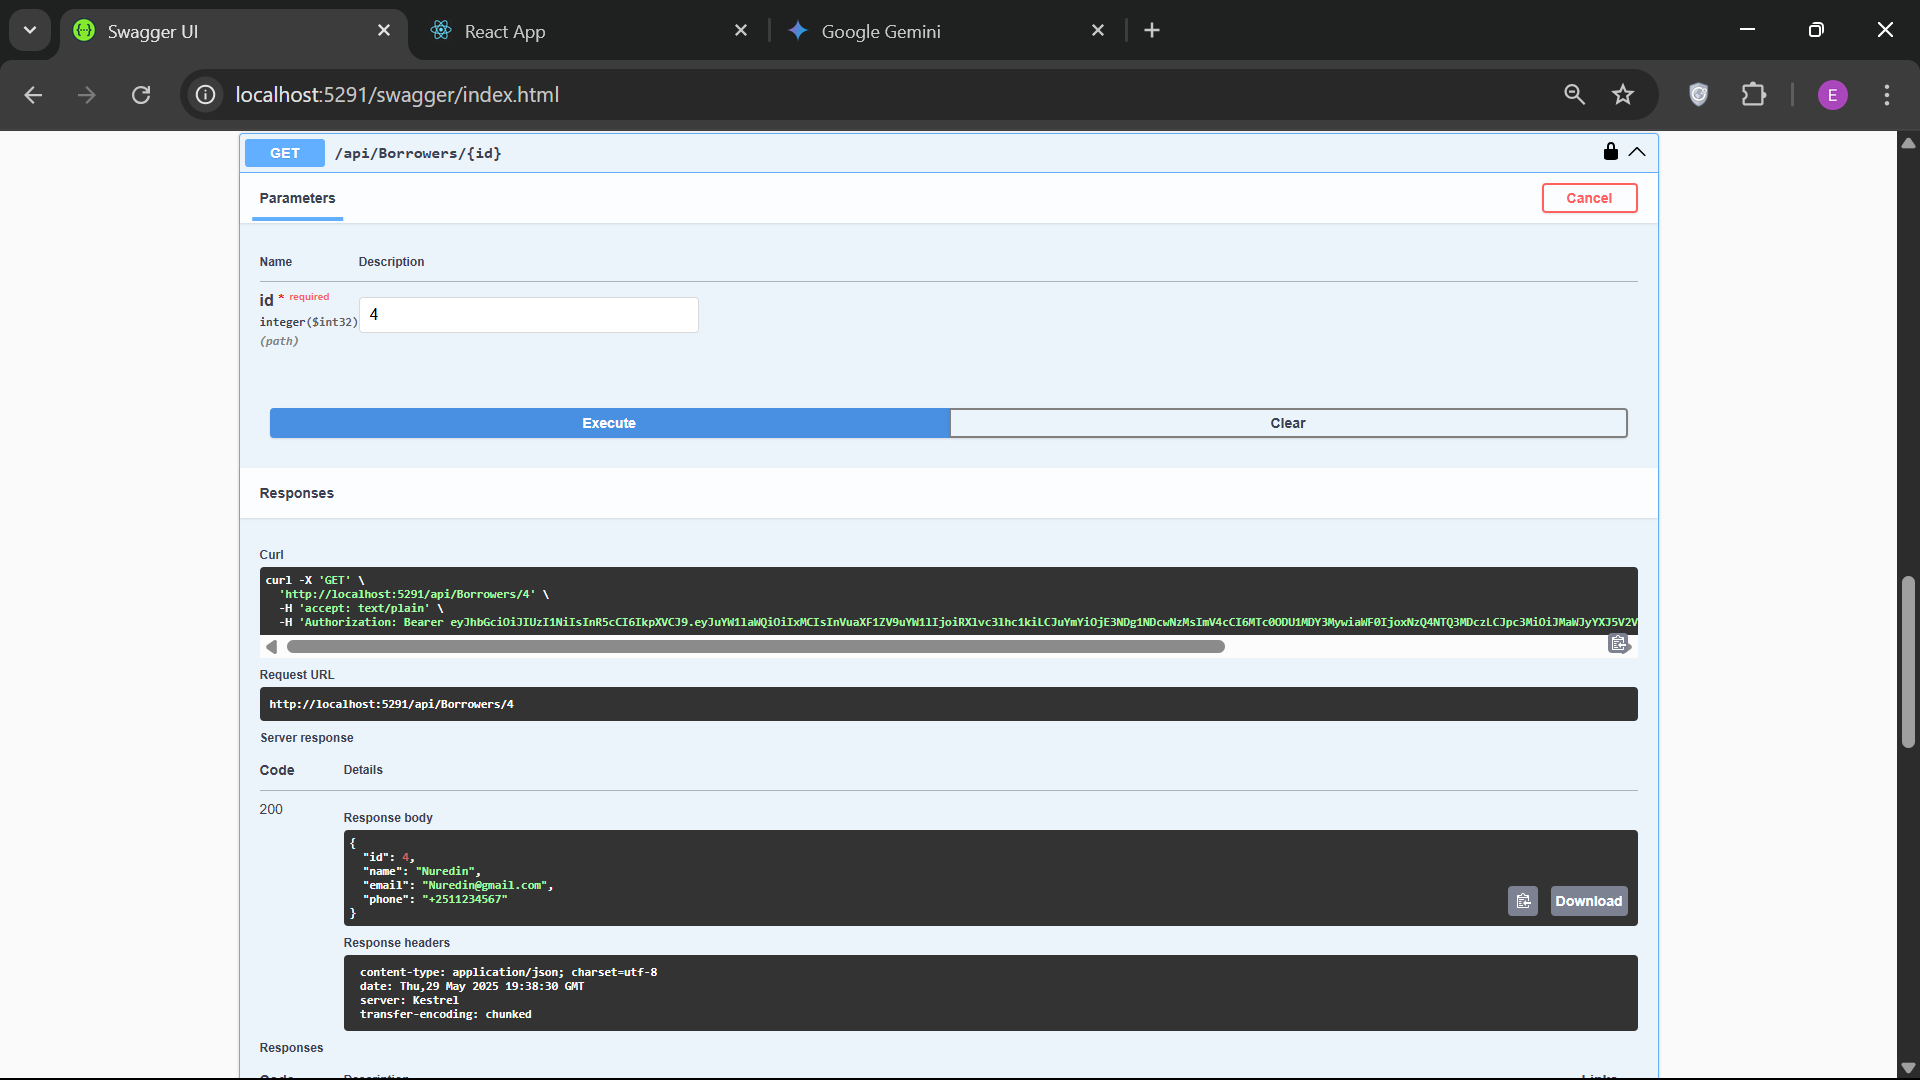 Swagger UI
React App
Google Gemini
localhost:5291/swagger/index.html
E
GET /api/Borrowers/{id}
Parameters
Cancel
Name Description
id * required
integer($int32)
(path)
4
Execute
Clear
Responses
Curl
curl -X 'GET' \
'http://localhost:5291/api/Borrowers/4' \
-H 'accept: text/plain' \
-H 'Authorization: Bearer eyJhbGciOiJIUzI1NiIsInR5cCI6IkpXVCJ9.eyJuYW1laWQiOiIxMCIsInVuaXF1ZV9uYW1lIjoiRXlvc3lhc1kiLCJuYmYiOjE3NDg1NDcwNzMsImV4cCI6MTc0ODU1MDY3MywiaWF0IjoxNzQ4NTQ3MDczLCJpc3MiOiJMaWJyYXJ5V2V
Request URL
http://localhost:5291/api/Borrowers/4
Server response
Code Details
200
Response body
{
"id": 4,
"name": "Nuredin",
"email": "Nuredin@gmail.com",
"phone": "+2511234567"
}
Download
Response headers
content-type: application/json; charset=utf-8
date: Thu,29 May 2025 19:38:30 GMT
server: Kestrel
transfer-encoding: chunked
Responses
Code Description Links